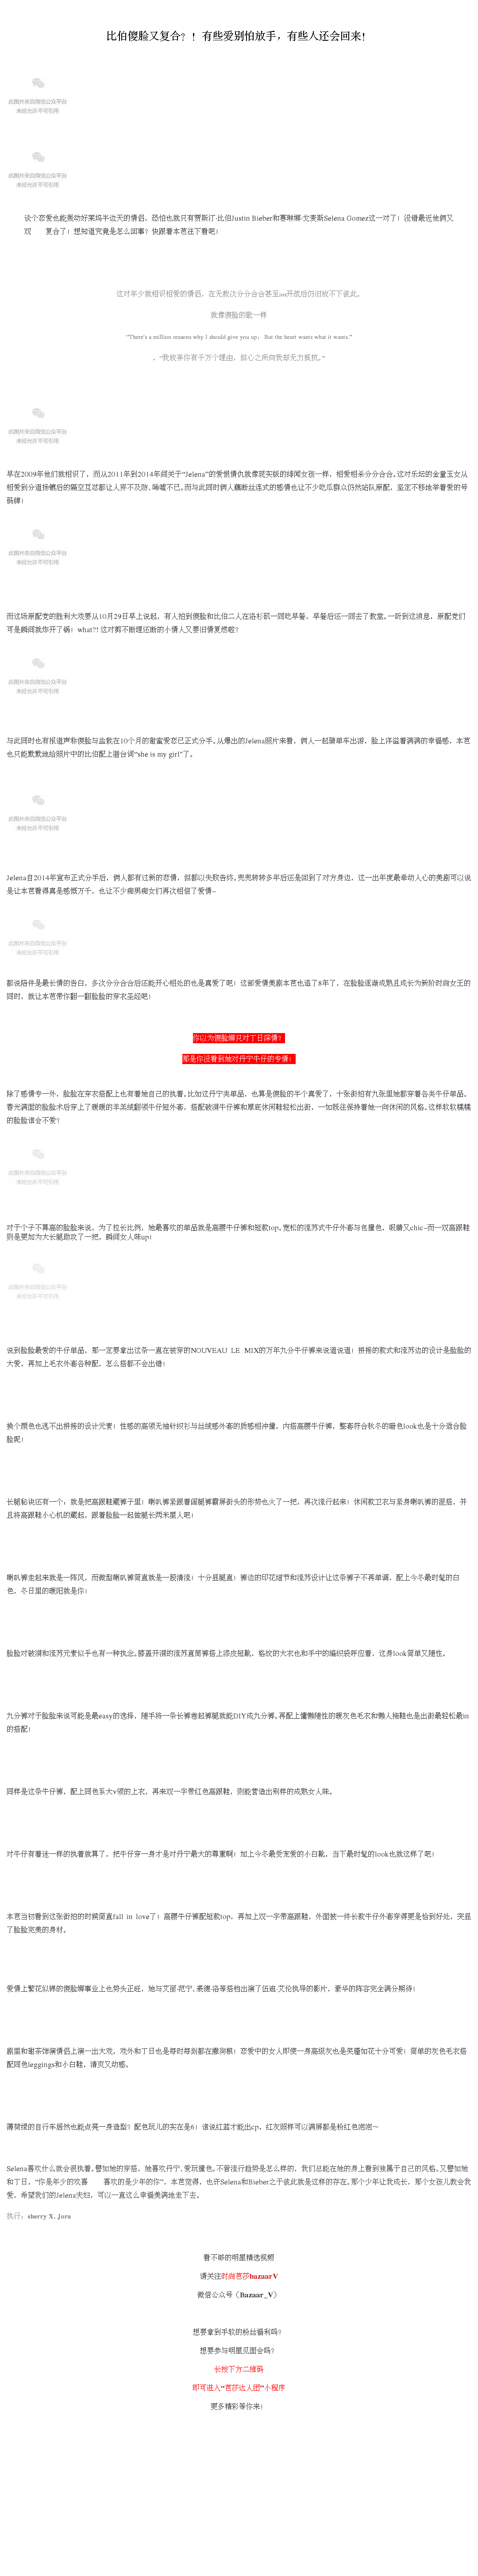 比伯傻脸又复合？！有些爱别怕放手，有些人还会回来！
此图片来自微信公众平台
未经允许不可引用
此图片来自微信公众平台
未经允许不可引用
谈个恋爱也能轰动好莱坞半边天的情侣，恐怕也就只有贾斯汀·比伯Justin Bieber和赛琳娜·戈麦斯Selena Gomez这一对了！没错最近他俩又
双 复合了！想知道究竟是怎么回事？快跟着本芭往下看吧！
这对年少就相识相爱的情侣，在无数次分分合合甚至diss开战后仍旧放不下彼此。
就像傻脸的歌一样
“There's a million reasons why I should give you up，But the heart wants what it wants.”
，“我放弃你有千万个理由，但心之所向我却无力抵抗。”
此图片来自微信公众平台
未经允许不可引用
早在2009年他们就相识了，而从2011年到2014年间关于“Jelena”的爱恨情仇就像现实版的绯闻女孩一样，相爱相杀分分合合。这对乐坛的金童玉女从
相爱到分道扬镳后的隔空互怼都让人猝不及防、唏嘘不已。而与此同时俩人藕断丝连式的感情也让不少吃瓜群众仍然站队原配，坚定不移地举着爱的号
码牌！
此图片来自微信公众平台
未经允许不可引用
而这场原配党的胜利大戏要从10月29日早上说起，有人拍到傻脸和比伯二人在洛杉矶一同吃早餐，早餐后还一同去了教堂。一听到这消息，原配党们
可是瞬间就炸开了锅！what?! 这对剪不断理还断的小情人又要旧情复燃啦？
此图片来自微信公众平台
未经允许不可引用
与此同时也有报道声称傻脸与盆栽在10个月的甜蜜爱恋已正式分手。从爆出的Jelena照片来看，俩人一起骑单车出游，脸上洋溢着满满的幸福感，本芭
也只能默默地给照片中的比伯配上潜台词“she is my girl”了。
此图片来自微信公众平台
未经允许不可引用
Jelena自2014年宣布正式分手后，俩人都有过新的恋情，但都以失败告终。兜兜转转多年后还是回到了对方身边，这一出年度最牵动人心的美剧可以说
是让本芭看得真是感慨万千，也让不少痴男痴女们再次相信了爱情~
此图片来自微信公众平台
未经允许不可引用
都说陪伴是最长情的告白，多次分分合合后还能开心相处的也是真爱了吧！这部爱情美剧本芭也追了8年了，在脸脸逐渐成熟且成长为新阶时尚女王的
同时，就让本芭带你翻一翻脸脸的穿衣圣经吧！
你以为傻脸娜只对丁日深情？
那是你没看到她对丹宁牛仔的专情！
除了感情专一外，脸脸在穿衣搭配上也有着她自己的执着。比如这丹宁类单品，也算是傻脸的半个真爱了，十张街拍有九张里她都穿着各类牛仔单品。
春光满面的脸脸术后穿上了暖暖的羊羔绒翻领牛仔短外套，搭配破洞牛仔裤和厚底休闲鞋轻松出街，一如既往保持着她一向休闲的风格。这样软软糯糯
的脸脸谁会不爱？
此图片来自微信公众平台
未经允许不可引用
对于个子不算高的脸脸来说，为了拉长比例，她最喜欢的单品就是高腰牛仔裤和短款top。宽松的流苏式牛仔外套与包撞色，吸睛又chic~而一双高跟鞋
则是更加为大长腿助攻了一把，瞬间女人味up！
此图片来自微信公众平台
未经允许不可引用
说到脸脸最爱的牛仔单品，那一定要拿出这条一直在被穿的NOUVEAU LE MIX的万年九分牛仔裤来说道说道！拼接的款式和流苏边的设计是脸脸的
大爱，再加上毛衣外套各种配，怎么搭都不会出错！
换个颜色也逃不出拼接的设计元素！性感的高领无袖针织衫与丝绒感外套的质感相冲撞，内搭高腰牛仔裤，整套符合秋冬的暗色look也是十分适合脸
脸呢！
长腿秘诀还有一个，就是把高跟鞋藏裤子里！喇叭裤紧跟着阔腿裤霸屏街头的形势也火了一把，再次流行起来！休闲款卫衣与紧身喇叭裤的混搭，并
且将高跟鞋小心机的藏起，跟着脸脸一起做腿长两米星人吧！
喇叭裤走起来就是一阵风，而微型喇叭裤简直就是一股清流！十分显腿直！裤边的印花细节和流苏设计让这条裤子不再单调，配上今冬最时髦的白
色，冬日里的暖阳就是你！
脸脸对破洞和流苏元素似乎也有一种执念。膝盖开洞的流苏直筒裤搭上漆皮短靴，格纹的大衣也和手中的编织袋呼应着，这身look简单又随性。
九分裤对于脸脸来说可能是最easy的选择，随手将一条长裤卷起裤腿就能DIY成九分裤。再配上慵懒随性的暖灰色毛衣和懒人拖鞋也是出街最轻松最in
的搭配！
同样是这条牛仔裤，配上同色系大v领的上衣，再来双一字带红色高跟鞋，则能营造出别样的成熟女人味。
对牛仔有着迷一样的执着就算了，把牛仔穿一身才是对丹宁最大的尊重啊！加上今冬最受宠爱的小白靴，当下最时髦的look也就这样了吧！
本芭当初看到这张街拍的时候简直fall in love了！高腰牛仔裤配短款top，再加上双一字带高跟鞋，外面披一件长款牛仔外套穿得更是恰到好处，突显
了脸脸完美的身材。
爱情上繁花似锦的傻脸娜事业上也势头正旺，她与艾丽·范宁、裘德·洛等搭档出演了伍迪·艾伦执导的影片，豪华的阵容完全满分期待！
剧里和甜茶饰演情侣上演一出大戏，戏外和丁日也是每时每刻都在撒狗粮！恋爱中的女人即使一身高级灰也是笑靥如花十分可爱！简单的灰色毛衣搭
配同色leggings和小白鞋，清爽又动感。
薄荷绿的自行车居然也能点亮一身造型？配色玩儿的实在是6！谁说红蓝才能出cp，红灰照样可以满屏都是粉红色泡泡～
Selena喜欢什么就会很执着。譬如她的穿搭，她喜欢丹宁、爱玩撞色。不管流行趋势是怎么样的，我们总能在她的身上看到独属于自己的风格。又譬如她
和丁日，“你是年少的欢喜 喜欢的是少年的你”，本芭觉得，也许Selena和Bieber之于彼此就是这样的存在。那个少年让我成长，那个女孩儿教会我
爱，希望我们的Jelena夫妇，可以一直这么幸福美满地走下去。
执行：sherry X，Jora
看不够的明星精选视频
请关注时尚芭莎bazaarV
微信公众号（Bazaar_V）
想要拿到手软的粉丝福利吗？
想要参与明星见面会吗？
长按下方二维码
即可进入“芭莎达人团”小程序
更多精彩等你来！